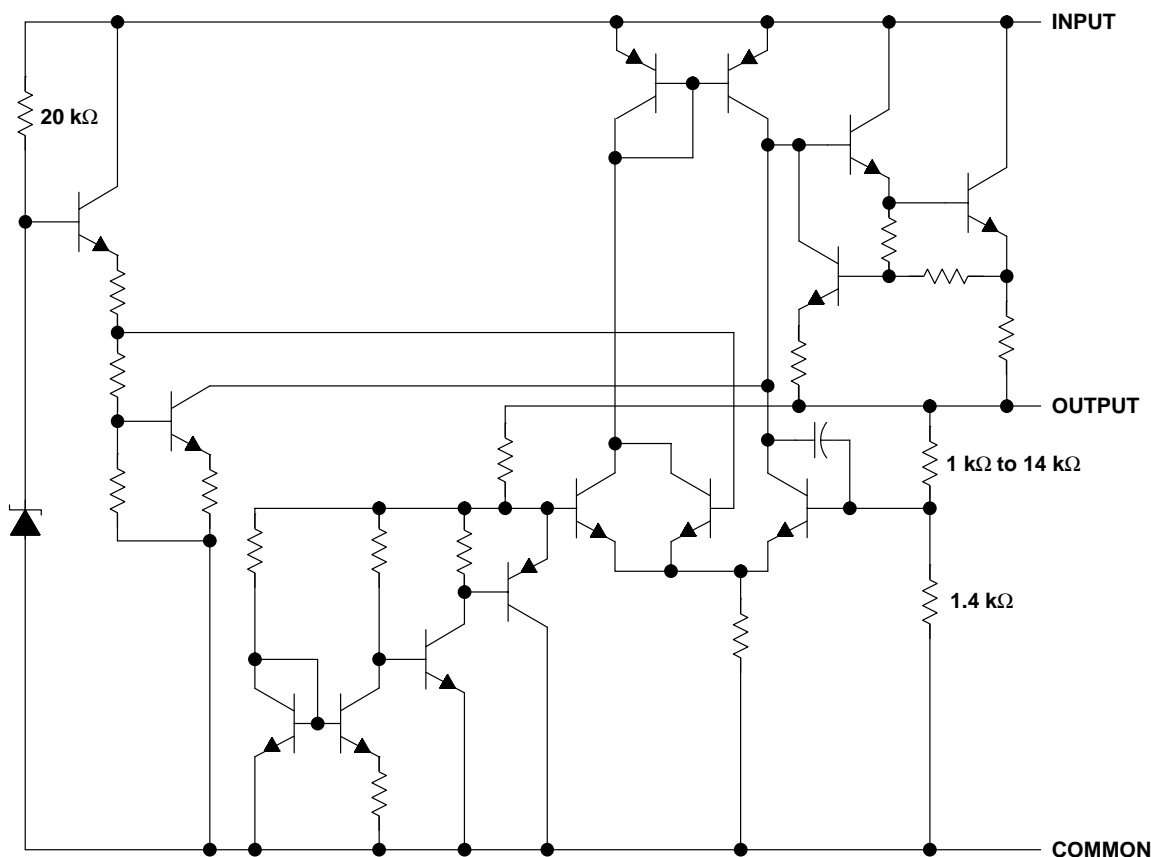 INPUT
20 kΩ
OUTPUT
1 kΩ to 14 kΩ
1.4 kΩ
COMMON